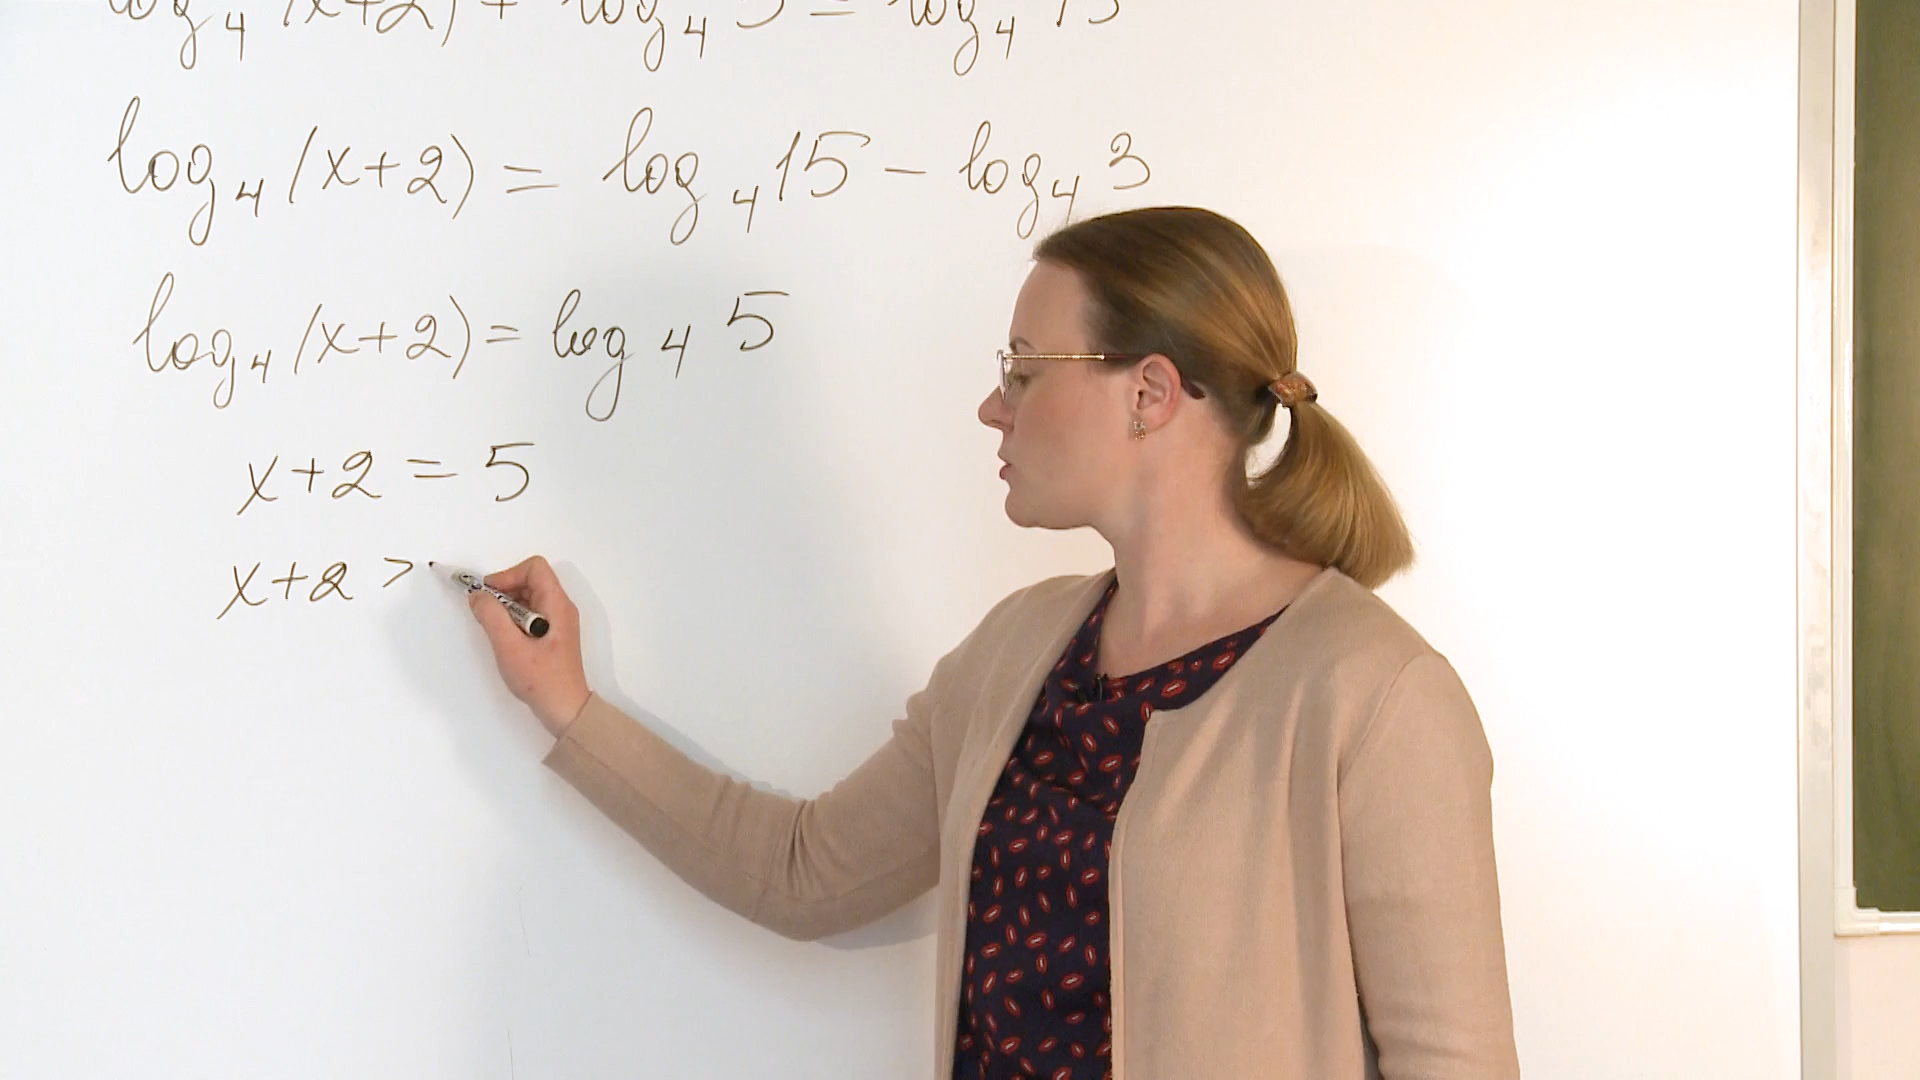 log₄(x+2) + log₄3 = log₄15
log₄(x+2) = log₄15 - log₄3
log₄(x+2) = log₄5
x+2 = 5
x+2 >